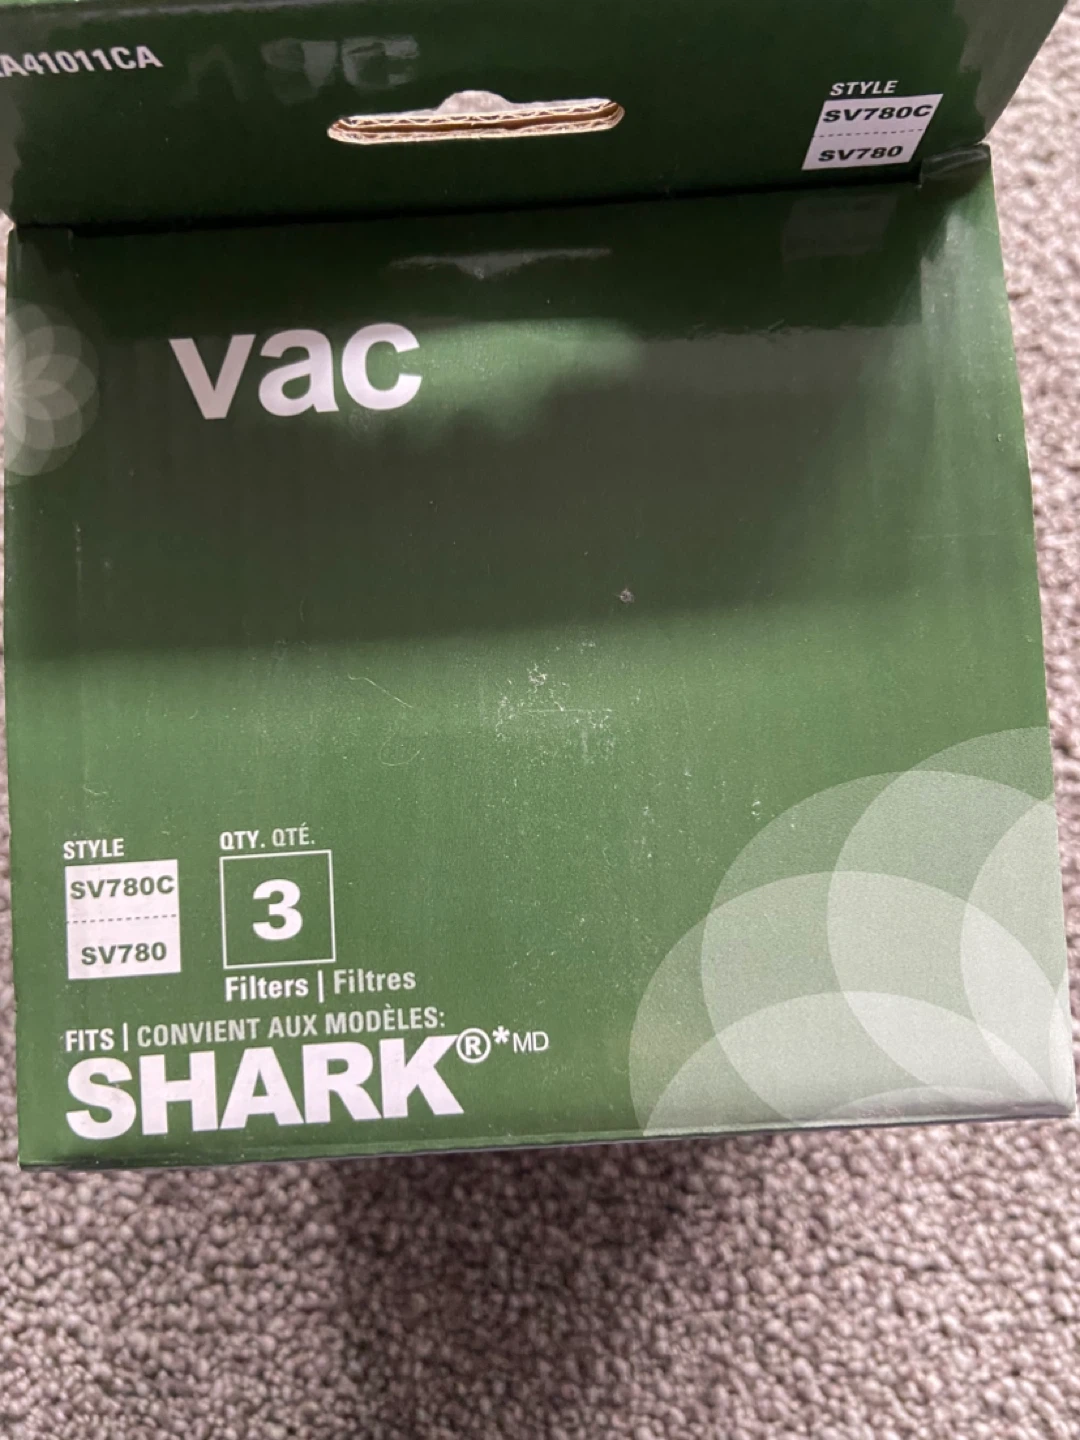 A41011CA
STYLE
SV780C
SV780
vac
STYLE
SV780C
SV780
QTY. QTÉ.
3
Filters | Filtres
FITS | CONVIENT AUX MODÈLES:
SHARK®*MD